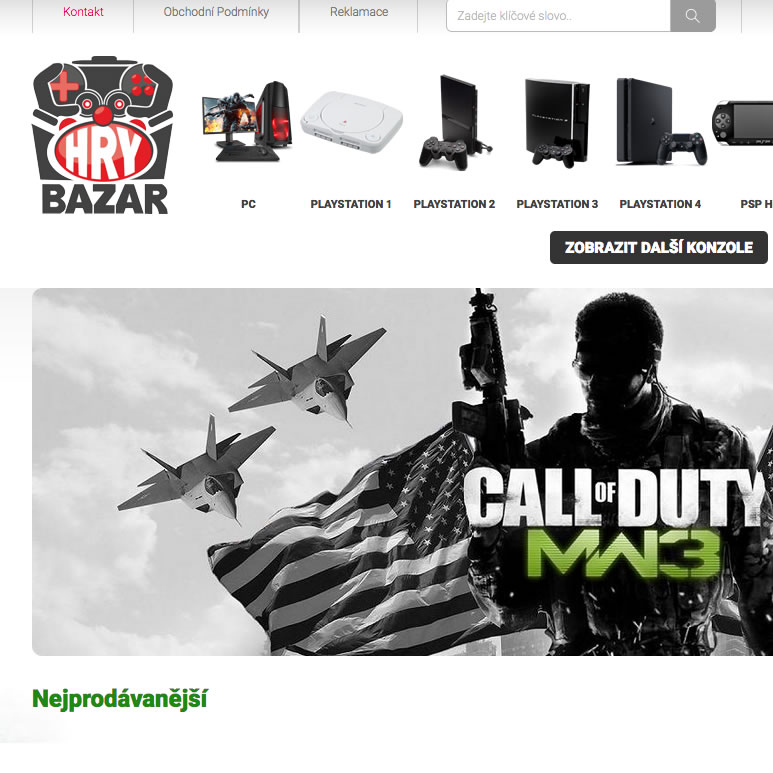 Kontakt
Obchodní Podmínky
Reklamace
Zadejte klíčové slovo..
HRY
BAZAR
PC
PLAYSTATION 1
PLAYSTATION 2
PLAYSTATION 3
PLAYSTATION 4
PSP H
ZOBRAZIT DALŠÍ KONZOLE
CALL OF DUTY
MW3
Nejprodávanější